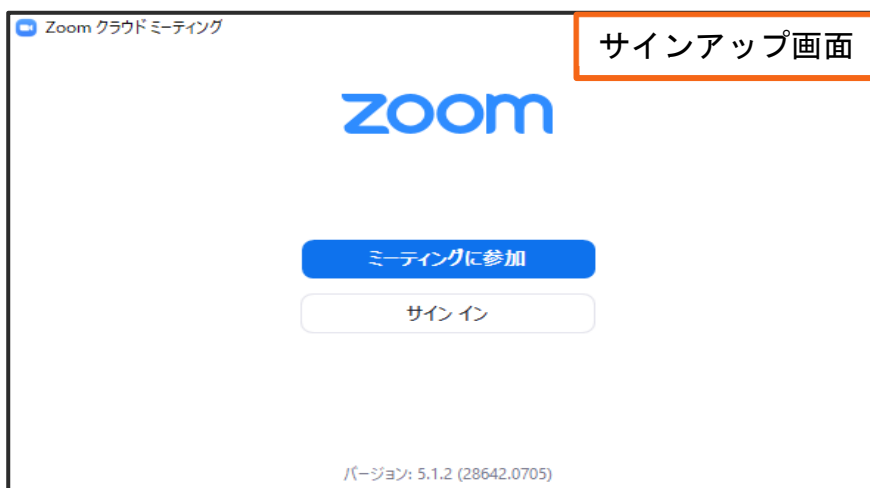 Zoom クラウド ミーティング
サインアップ画面
zoom
ミーティングに参加
サイン イン
バージョン: 5.1.2 (28642.0705)